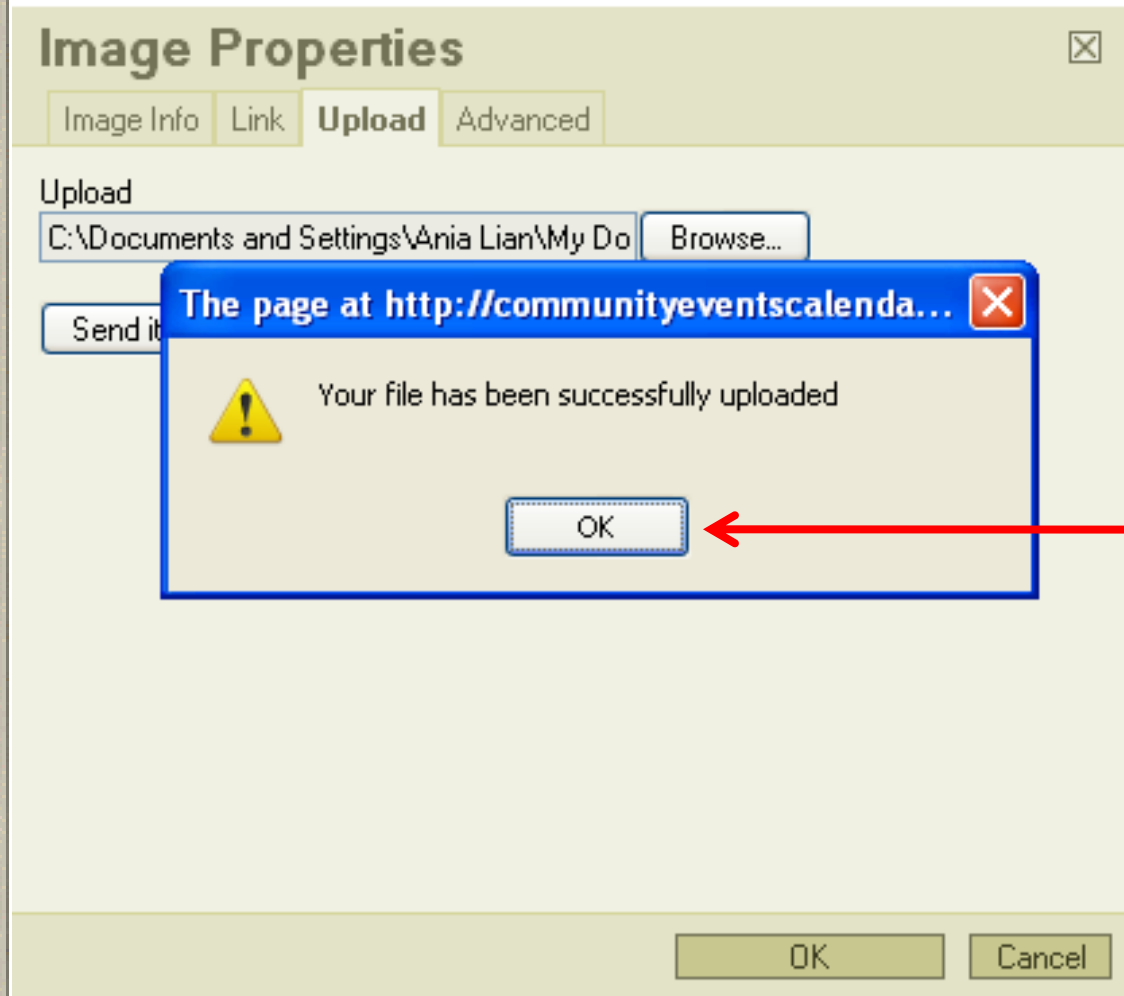 Image Properties
Image Info Link Upload Advanced
Upload
C:\Documents and Settings\Ania Lian\My Do Browse...
Send it
The page at http://communityeventscalenda...
Your file has been successfully uploaded
OK
OK Cancel